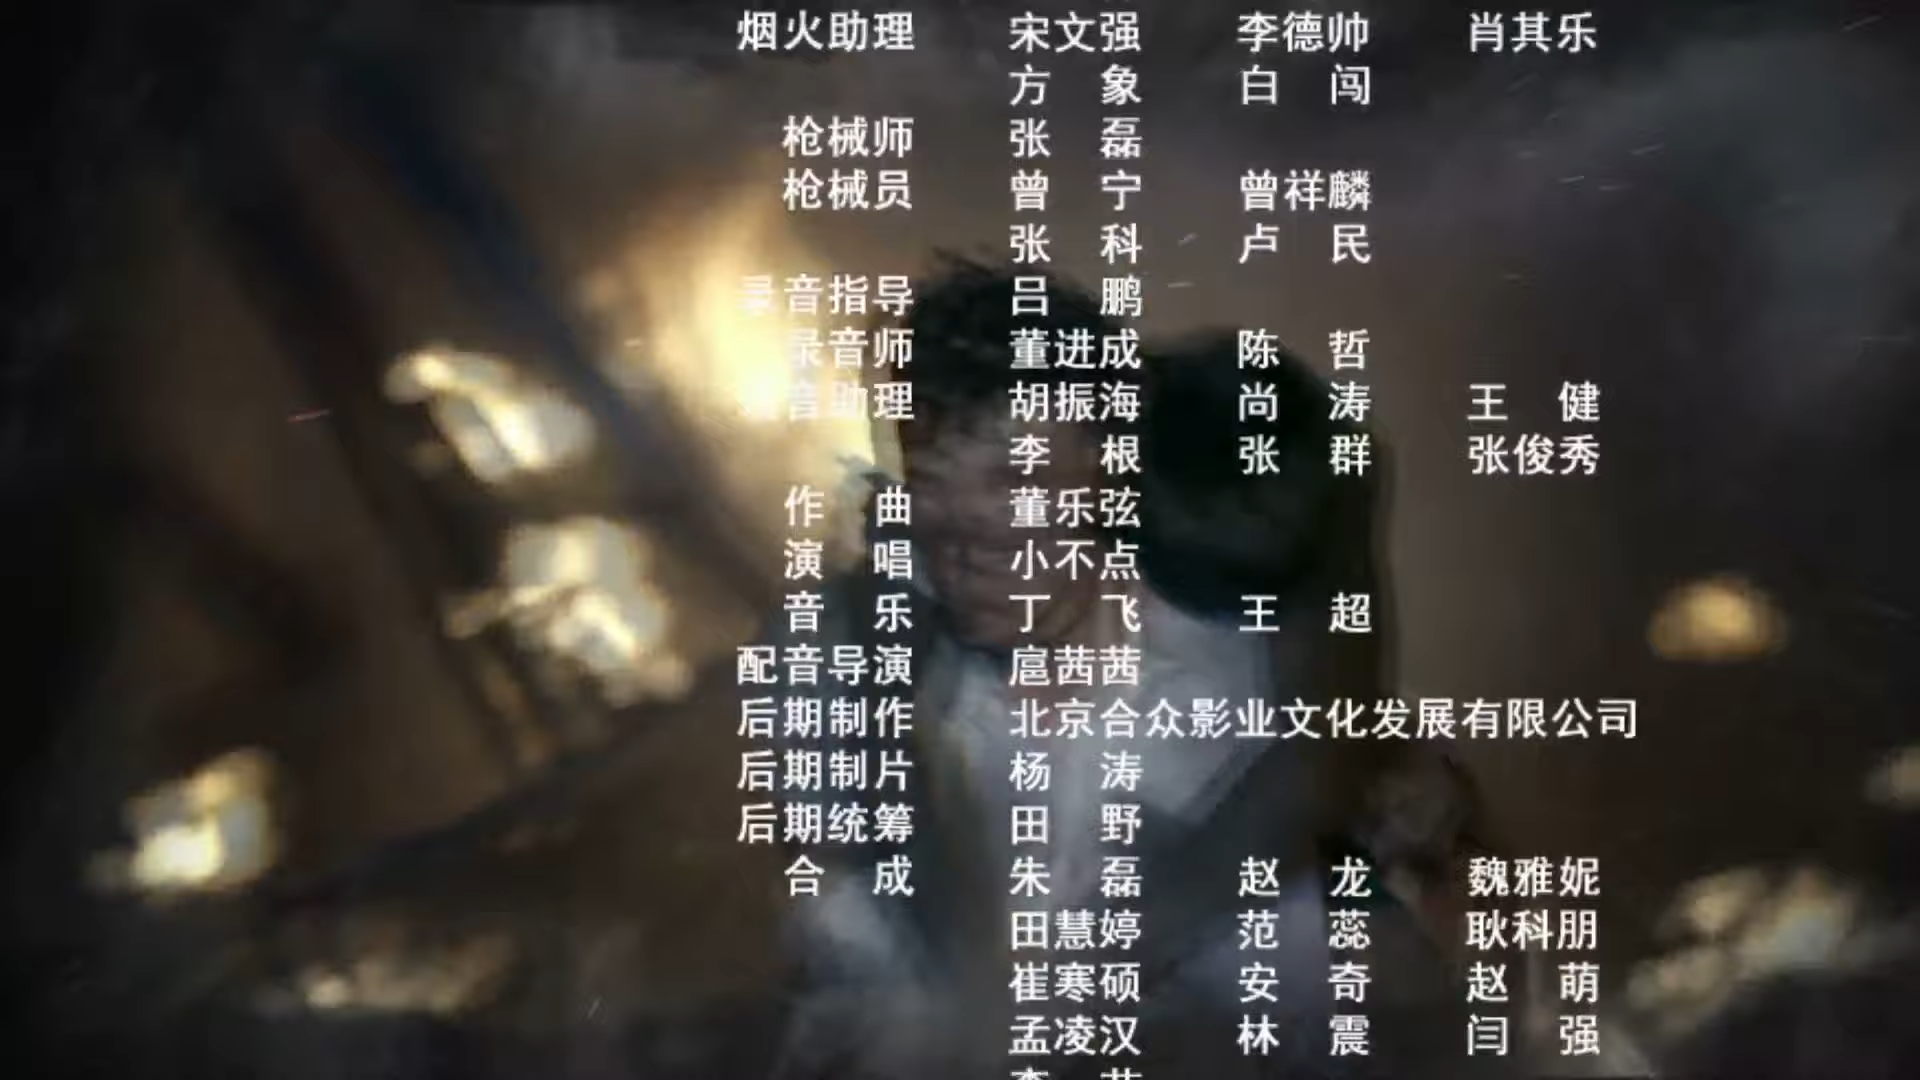 烟火助理 宋文强 李德帅 肖其乐
方象 白闯
枪械师 张磊
枪械员 曾宁 曾祥麟
张科 卢民
录音指导 吕鹏
录音师 董进成 陈哲
录音助理 胡振海 尚涛 王健
李根 张群 张俊秀
作曲 董乐弦
演唱 小不点
音乐 丁飞 王超
配音导演 扈茜茜
后期制作 北京合众影业文化发展有限公司
后期制片 杨涛
后期统筹 田野
合成 朱磊 赵龙 魏雅妮
田慧婷 范蕊 耿科朋
崔寒硕 安奇 赵萌
孟凌汉 林震 闫强